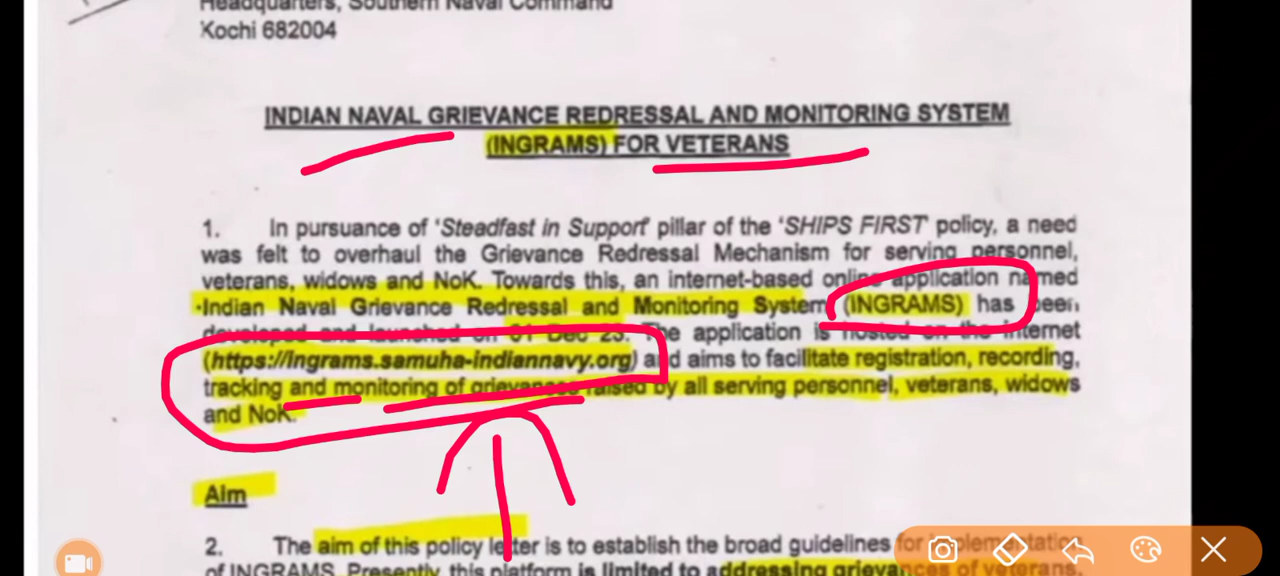 Headquarters, Southern Naval Command
Kochi 682004
INDIAN NAVAL GRIEVANCE REDRESSAL AND MONITORING SYSTEM
(INGRAMS) FOR VETERANS
1. In pursuance of 'Steadfast in Support' pillar of the 'SHIPS FIRST' policy, a need
was felt to overhaul the Grievance Redressal Mechanism for serving personnel,
veterans, widows and NoK. Towards this, an internet-based online application named
Indian Naval Grievance Redressal and Monitoring System (INGRAMS) has been
developed and launched on 01 Dec 23. The application is hosted on the internet
(https://ingrams.samuha-indiannavy.org) and aims to facilitate registration, recording,
tracking and monitoring of grievances raised by all serving personnel, veterans, widows
and NoK.
Aim
2. The aim of this policy letter is to establish the broad guidelines for implementation
of INGRAMS. Presently, this platform is limited to addressing grievances of veterans,